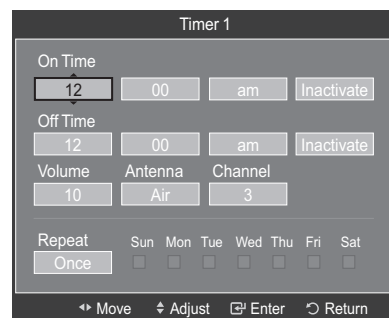 Timer 1
On Time
12 00 am Inactivate
Off Time
12 00 am Inactivate
Volume Antenna Channel
10 Air 3
Repeat Sun Mon Tue Wed Thu Fri Sat
Once
Move Adjust Enter Return